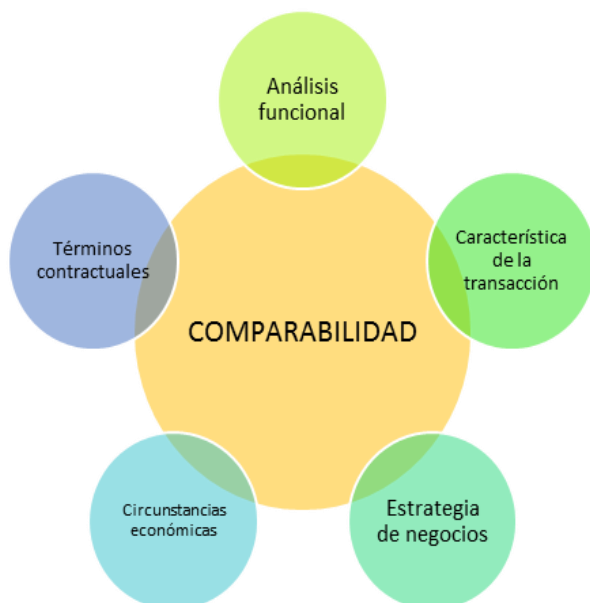 Análisis
funcional
Característica
de la
transacción
Términos
contractuales
COMPARABILIDAD
Circunstancias
económicas
Estrategia
de negocios